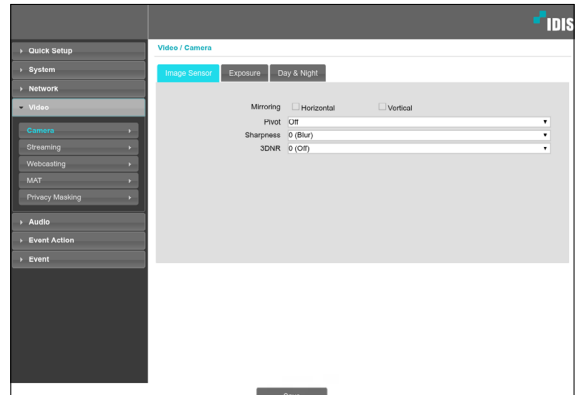 IDIS
Quick Setup
System
Network
Video
Camera
Streaming
Webcasting
MAT
Privacy Masking
Audio
Event Action
Event
Video / Camera
Image Sensor Exposure Day & Night
Mirroring Horizontal Vertical
Pivot Off
Sharpness 0 (Blur)
3DNR 0 (Off)